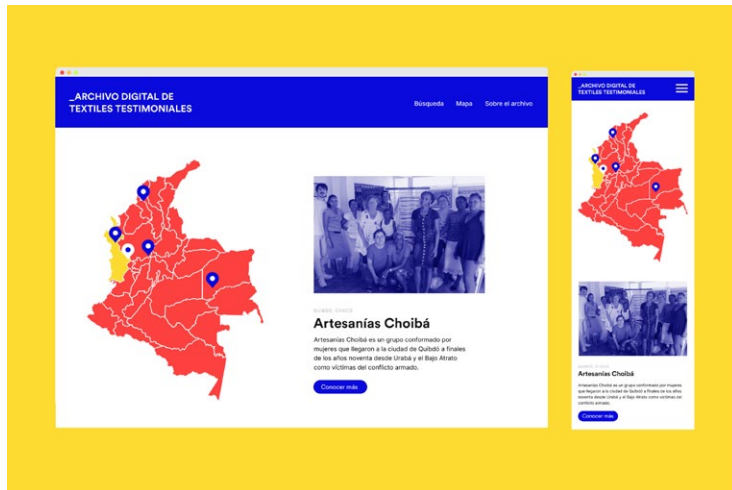 _ARCHIVO DIGITAL DE
TEXTILES TESTIMONIALES
Búsqueda Mapa Sobre el archivo
QUIBDÓ, CHOCÓ
Artesanías Choibá
Artesanías Choibá es un grupo conformado por
mujeres que llegaron a la ciudad de Quibdó a finales
de los años noventa desde Urabá y el Bajo Atrato
como víctimas del conflicto armado.
Conocer más
_ARCHIVO DIGITAL DE
TEXTILES TESTIMONIALES
Artesanías Choibá
Artesanías Choibá es un grupo conformado por mujeres
que llegaron a la ciudad de Quibdó a finales de los años
noventa desde Urabá y el Bajo Atrato como víctimas del
conflicto armado.
Conocer más